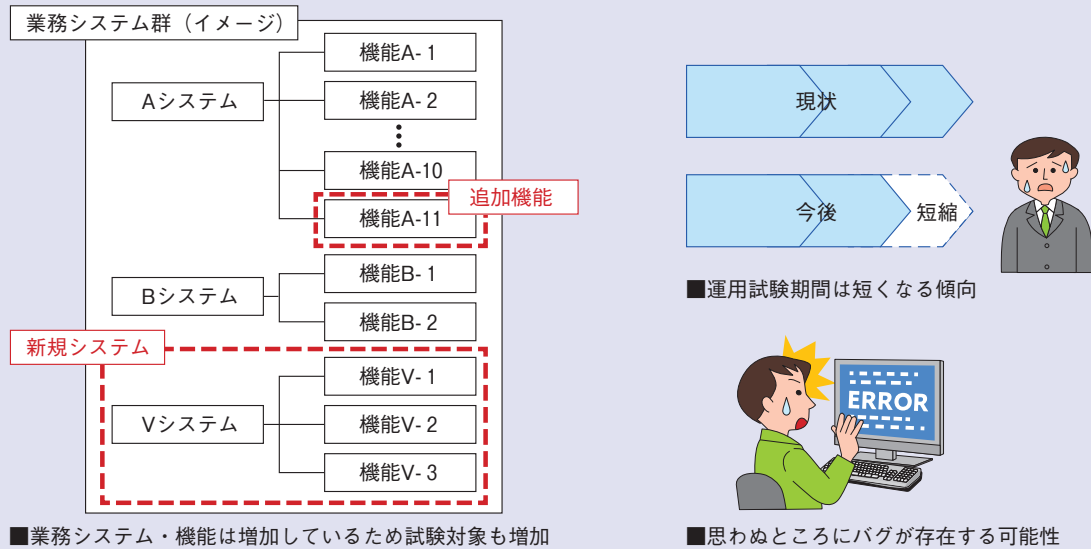 業務システム群（イメージ）
Aシステム
機能A-1
機能A-2
機能A-10
追加機能
機能A-11
Bシステム
機能B-1
機能B-2
新規システム
Vシステム
機能V-1
機能V-2
機能V-3
■業務システム・機能は増加しているため試験対象も増加
現状
今後
短縮
■運用試験期間は短くなる傾向
ERROR
■思わぬところにバグが存在する可能性